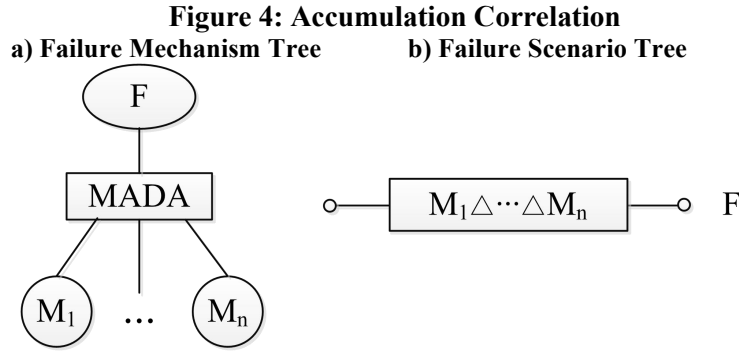 Figure 4: Accumulation Correlation
a) Failure Mechanism Tree b) Failure Scenario Tree
F
MADA
M₁△⋯△Mₙ F
M₁ ... Mₙ